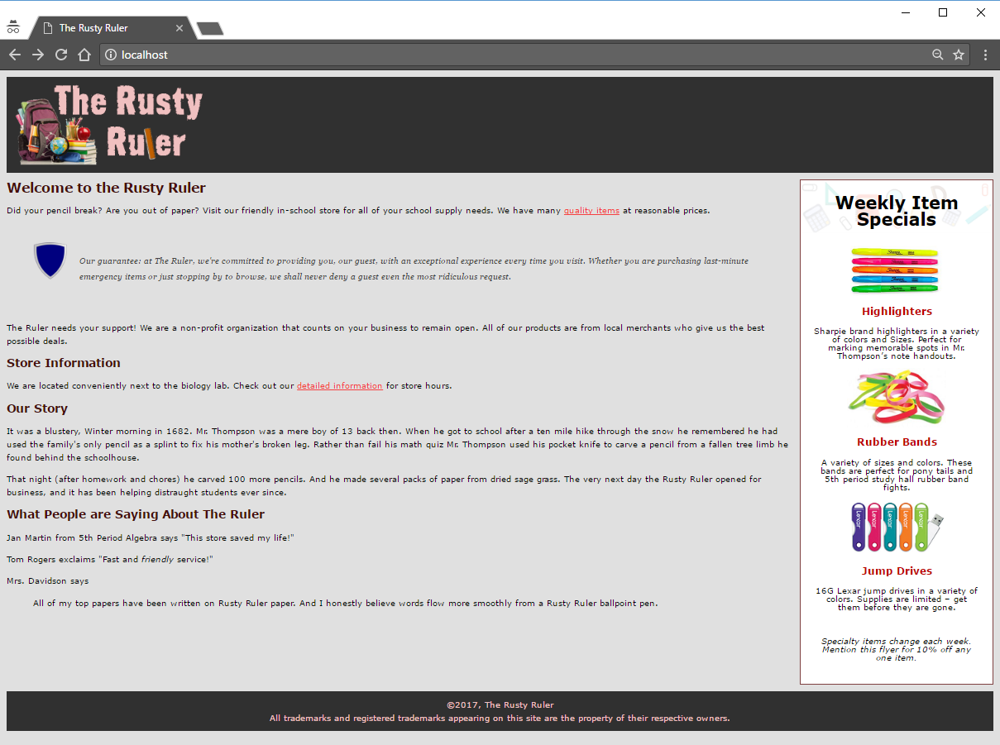 The Rusty Ruler
localhost
The Rusty
Ruler
Welcome to the Rusty Ruler
Did your pencil break? Are you out of paper? Visit our friendly in-school store for all of your school supply needs. We have many quality items at reasonable prices.
Our guarantee: at The Ruler, we're committed to providing you, our guest, with an exceptional experience every time you visit. Whether you are purchasing last-minute
emergency items or just stopping by to browse, we shall never deny a guest even the most ridiculous request.
The Ruler needs your support! We are a non-profit organization that counts on your business to remain open. All of our products are from local merchants who give us the best
possible deals.
Store Information
We are located conveniently next to the biology lab. Check out our detailed information for store hours.
Our Story
It was a blustery, Winter morning in 1682. Mr. Thompson was a mere boy of 13 back then. When he got to school after a ten mile hike through the snow he remembered he had
used the family's only pencil as a splint to fix his mother's broken leg. Rather than fail his math quiz Mr. Thompson used his pocket knife to carve a pencil from a fallen tree limb he
found behind the schoolhouse.
That night (after homework and chores) he carved 100 more pencils. And he made several packs of paper from dried sage grass. The very next day the Rusty Ruler opened for
business, and it has been helping distraught students ever since.
What People are Saying About The Ruler
Jan Martin from 5th Period Algebra says "This store saved my life!"
Tom Rogers exclaims "Fast and friendly service!"
Mrs. Davidson says
All of my top papers have been written on Rusty Ruler paper. And I honestly believe words flow more smoothly from a Rusty Ruler ballpoint pen.
Weekly Item
Specials
Highlighters
Sharpie brand highlighters in a variety
of colors and Sizes. Perfect for
marking memorable spots in Mr.
Thompson's note handouts.
Rubber Bands
A variety of sizes and colors. These
bands are perfect for pony tails and
5th period study hall rubber band
fights.
Lexar Lexar Lexar Lexar Lexar
Jump Drives
16G Lexar jump drives in a variety of
colors. Supplies are limited – get
them before they are gone.
Specialty items change each week.
Mention this flyer for 10% off any
one item.
©2017, The Rusty Ruler
All trademarks and registered trademarks appearing on this site are the property of their respective owners.